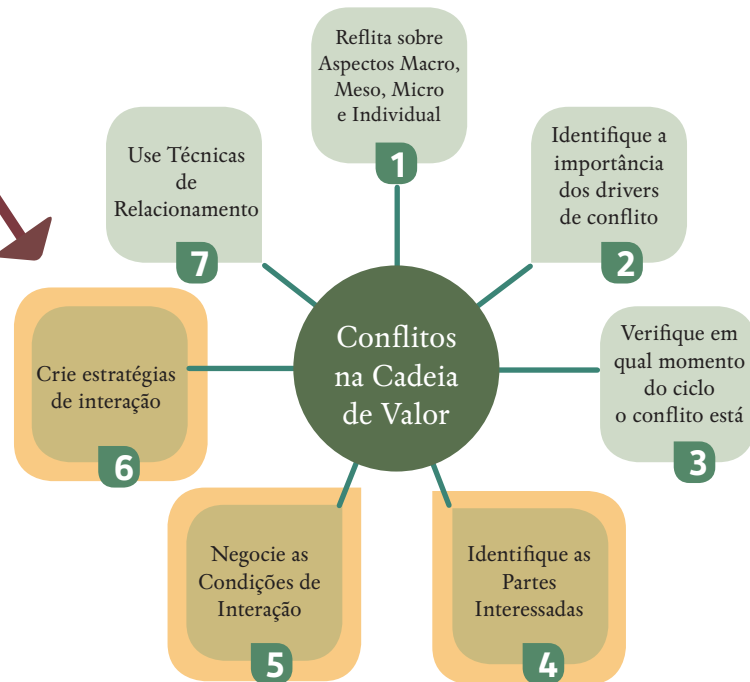 Reflita sobre
Aspectos Macro,
Meso, Micro
e Individual
1
Identifique a
importância
dos drivers
de conflito
2
Verifique em
qual momento
do ciclo
o conflito está
3
Identifique as
Partes
Interessadas
4
Negocie as
Condições de
Interação
5
Crie estratégias
de interação
6
Use Técnicas
de
Relacionamento
7
Conflitos
na Cadeia
de Valor